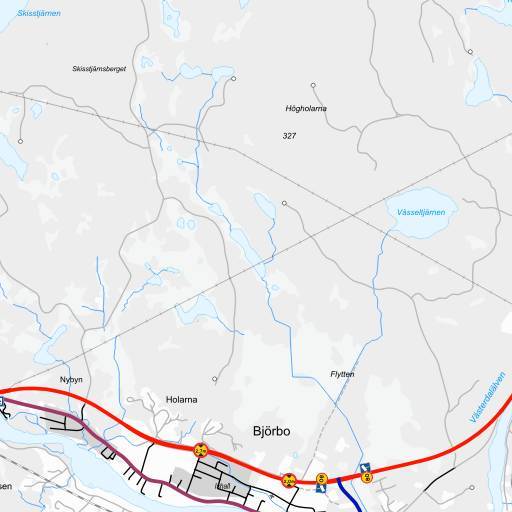 Skisstjärnen
Skisstjärnsberget
Högholarna
327
Vässeltjärnen
Flytten
Nybyn
Holarna
Västerdalälven
Björbo